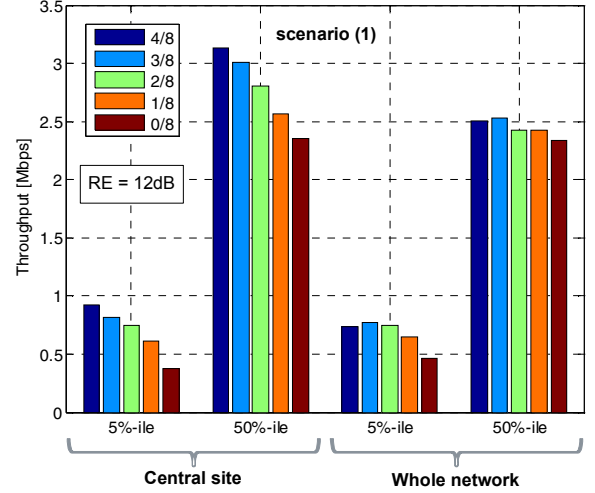 scenario (1)
4/8
3/8
2/8
1/8
0/8
RE = 12dB
Throughput [Mbps]
3.5
3
2.5
2
1.5
1
0.5
0
5%-ile
50%-ile
5%-ile
50%-ile
Central site
Whole network